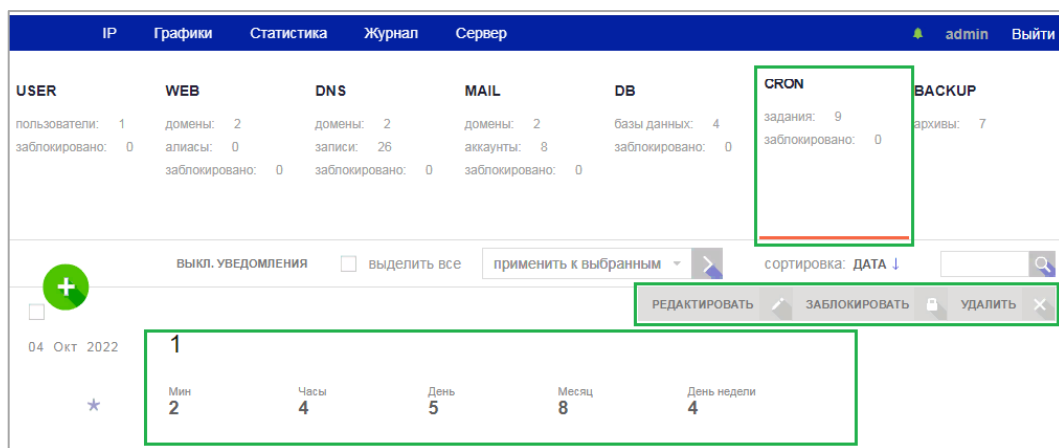 IP Графики Статистика Журнал Сервер admin Выйти
USER WEB DNS MAIL DB CRON BACKUP
пользователи: 1 домены: 2 домены: 2 домены: 2 базы данных: 4 задания: 9 архивы: 7
заблокировано: 0 алиасы: 0 записи: 26 аккаунты: 8 заблокировано: 0 заблокировано: 0
заблокировано: 0 заблокировано: 0 заблокировано: 0
ВЫКЛ. УВЕДОМЛЕНИЯ выделить все применить к выбранным сортировка: ДАТА ↓
РЕДАКТИРОВАТЬ ЗАБЛОКИРОВАТЬ УДАЛИТЬ
04 Окт 2022 1
Мин Часы День Месяц День недели
2 4 5 8 4